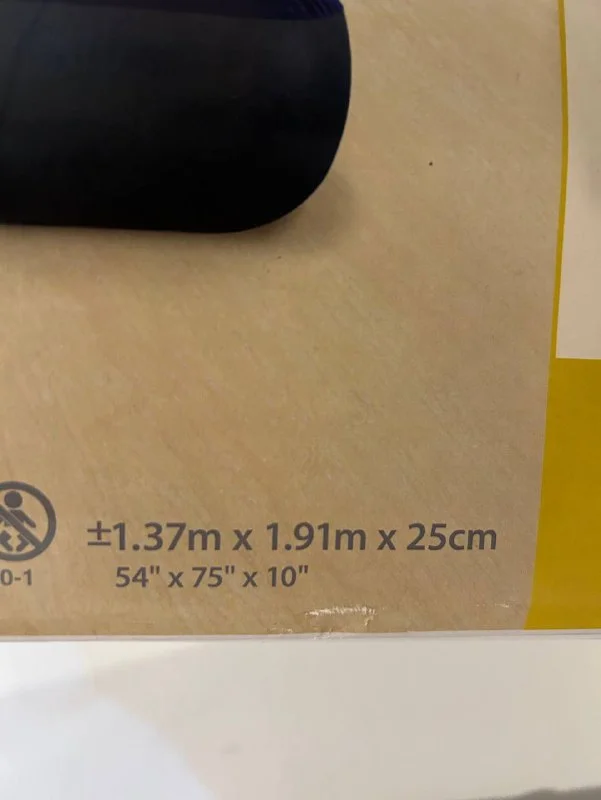 ±1.37m x 1.91m x 25cm
0-1
54" x 75" x 10"